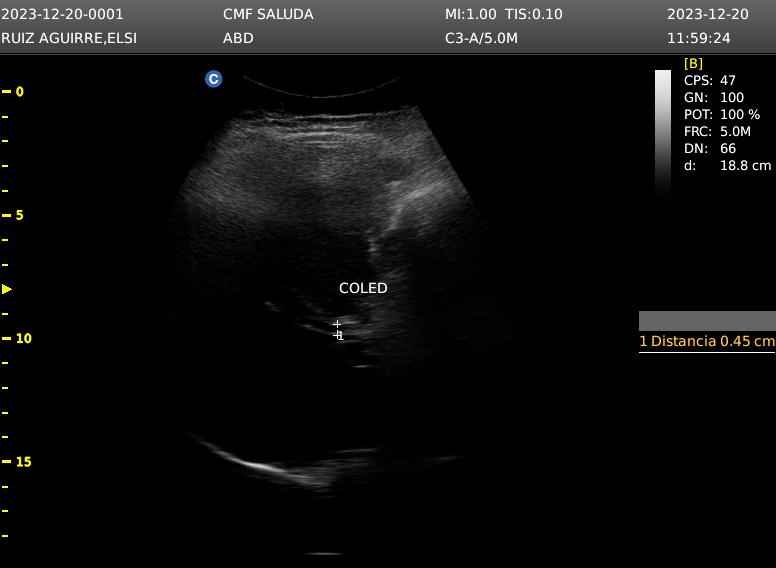 2023-12-20-0001 CMF SALUDA MI:1.00 TIS:0.10 2023-12-20
RUIZ AGUIRRE,ELSI ABD C3-A/5.0M 11:59:24
C
[B]
CPS: 47
GN: 100
POT: 100 %
FRC: 5.0M
DN: 66
d: 18.8 cm
0
5
10
15
COLED
1
1 Distancia 0.45 cm